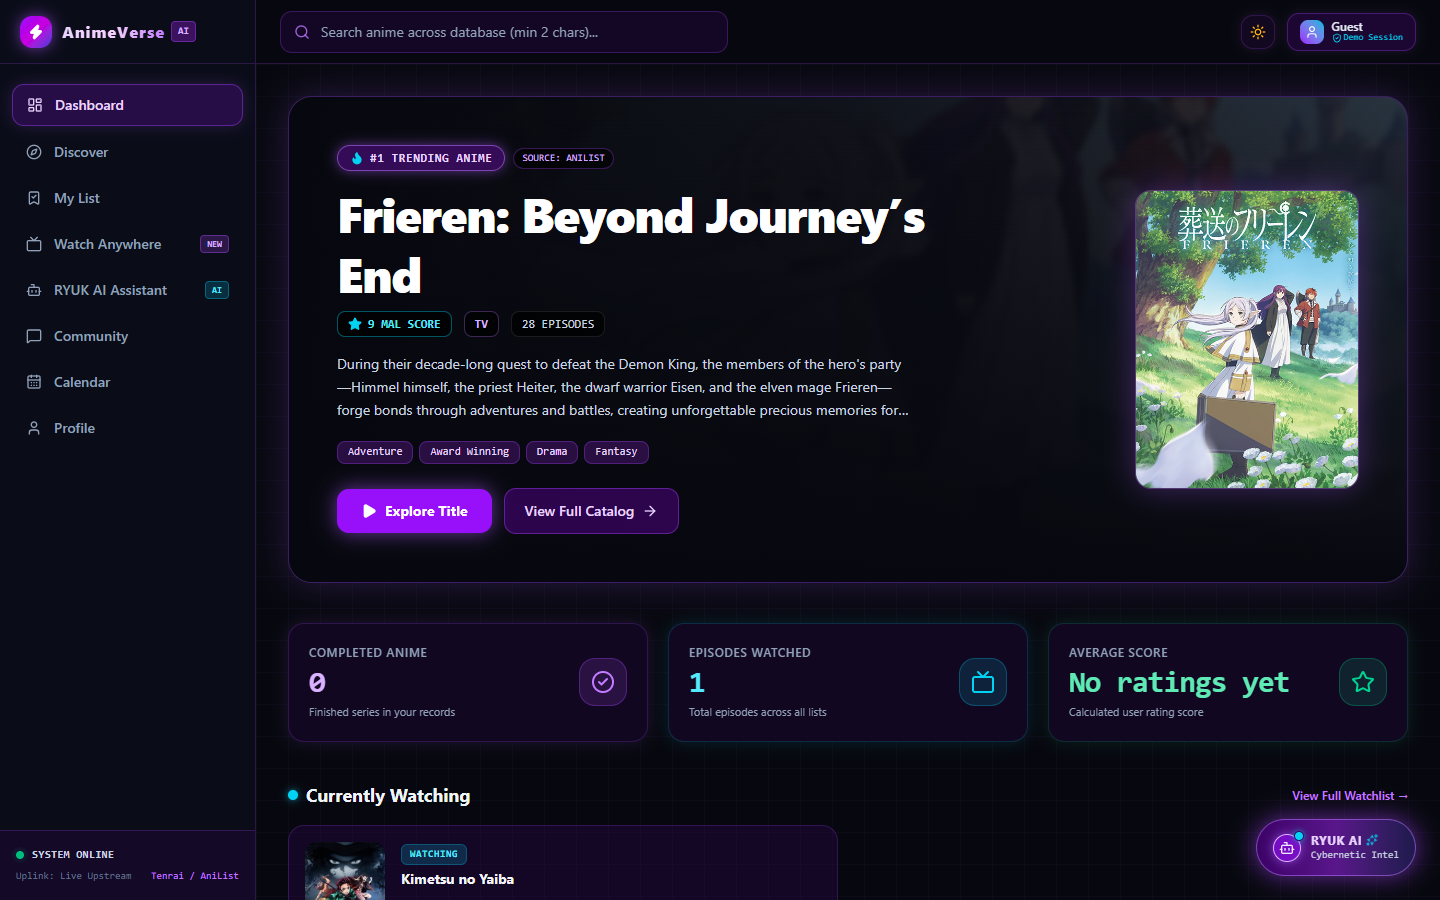 AnimeVerse AI
Search anime across database (min 2 chars)...
Guest
Demo Session
Dashboard
Discover
My List
Watch Anywhere NEW
RYUK AI Assistant AI
Community
Calendar
Profile
SYSTEM ONLINE
Uplink: Live Upstream Tenrai / AniList
#1 TRENDING ANIME SOURCE: ANILIST
Frieren: Beyond Journey's
End
9 MAL SCORE TV 28 EPISODES
During their decade-long quest to defeat the Demon King, the members of the hero's party
—Himmel himself, the priest Heiter, the dwarf warrior Eisen, and the elven mage Frieren—
forge bonds through adventures and battles, creating unforgettable precious memories for...
Adventure Award Winning Drama Fantasy
Explore Title View Full Catalog →
葬送のフリーレン
FRIEREN
COMPLETED ANIME
0
Finished series in your records
EPISODES WATCHED
1
Total episodes across all lists
AVERAGE SCORE
No ratings yet
Calculated user rating score
Currently Watching
View Full Watchlist →
WATCHING
Kimetsu no Yaiba
RYUK AI
Cybernetic Intel